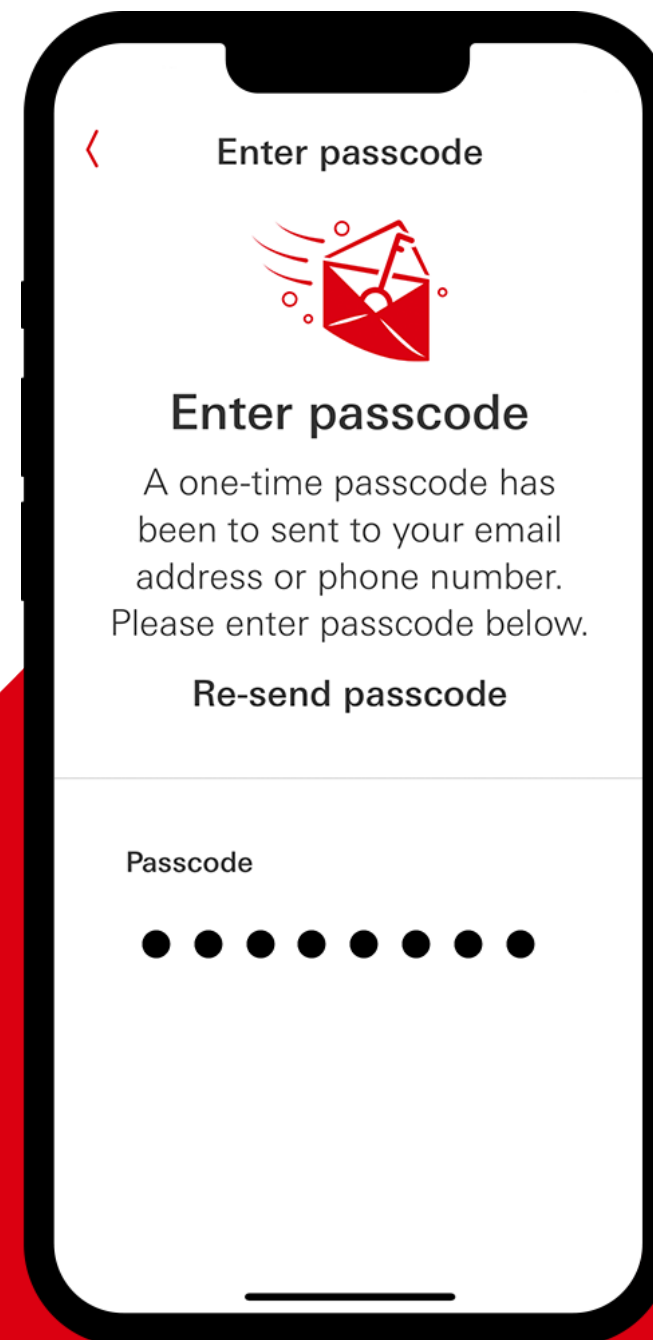 Enter passcode
Enter passcode
A one-time passcode has
been to sent to your email
address or phone number.
Please enter passcode below.
Re-send passcode
Passcode